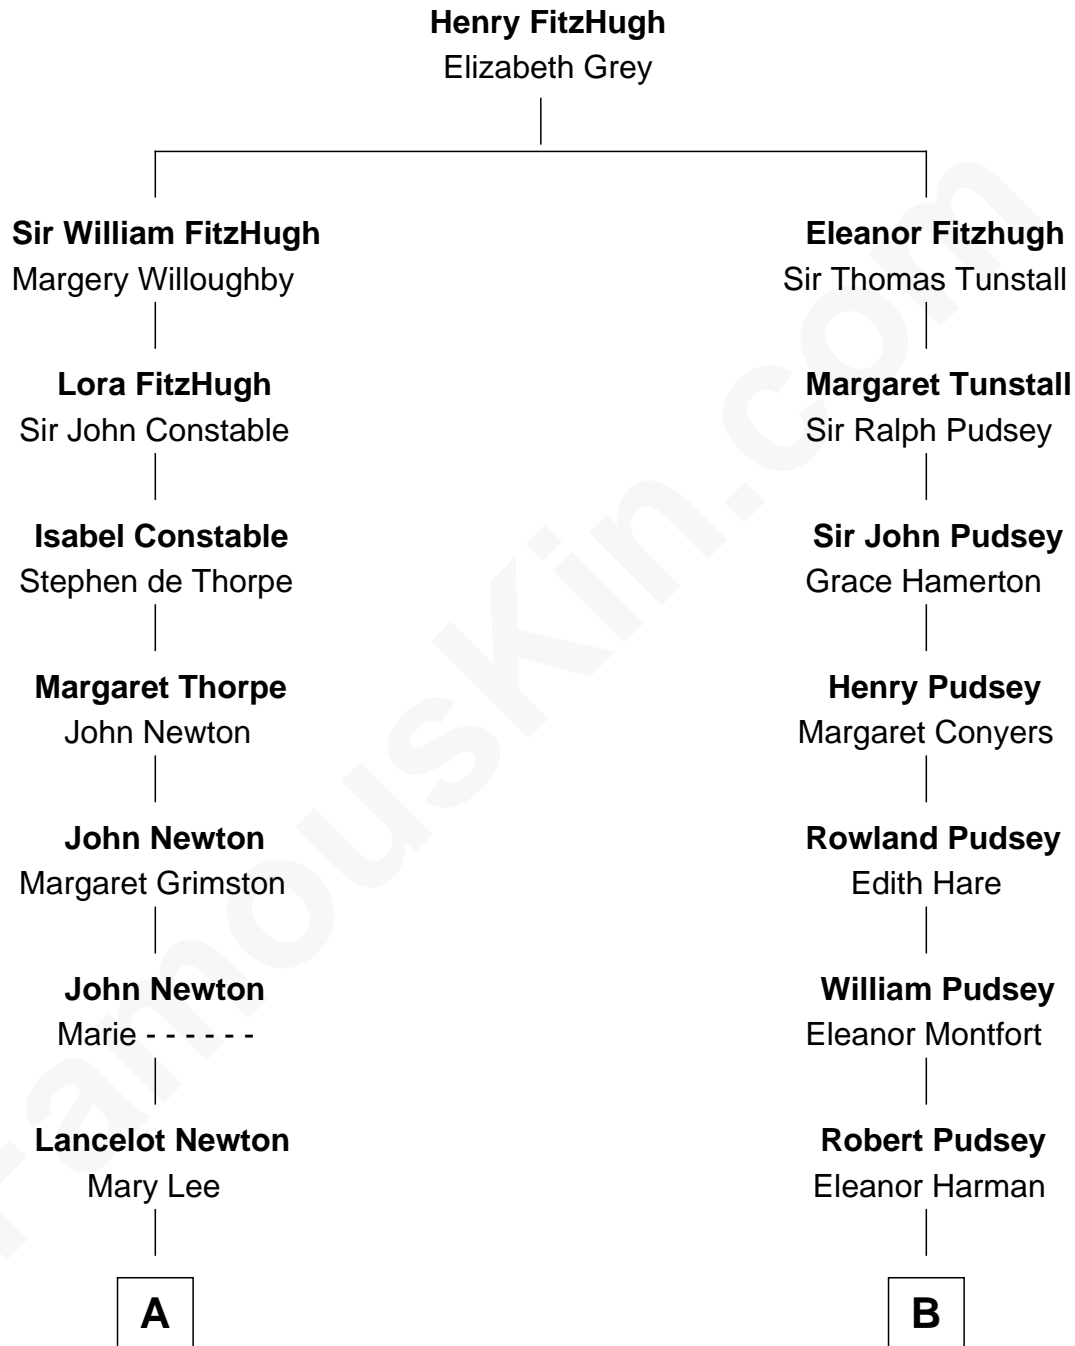 Henry FitzHugh
Elizabeth Grey
Sir William FitzHugh
Margery Willoughby
Eleanor Fitzhugh
Sir Thomas Tunstall
Lora FitzHugh
Sir John Constable
Margaret Tunstall
Sir Ralph Pudsey
Isabel Constable
Stephen de Thorpe
Sir John Pudsey
Grace Hamerton
Margaret Thorpe
John Newton
Henry Pudsey
Margaret Conyers
John Newton
Margaret Grimston
Rowland Pudsey
Edith Hare
John Newton
Marie - - - - - -
William Pudsey
Eleanor Montfort
Lancelot Newton
Mary Lee
Robert Pudsey
Eleanor Harman
A
B
FamousKin.com